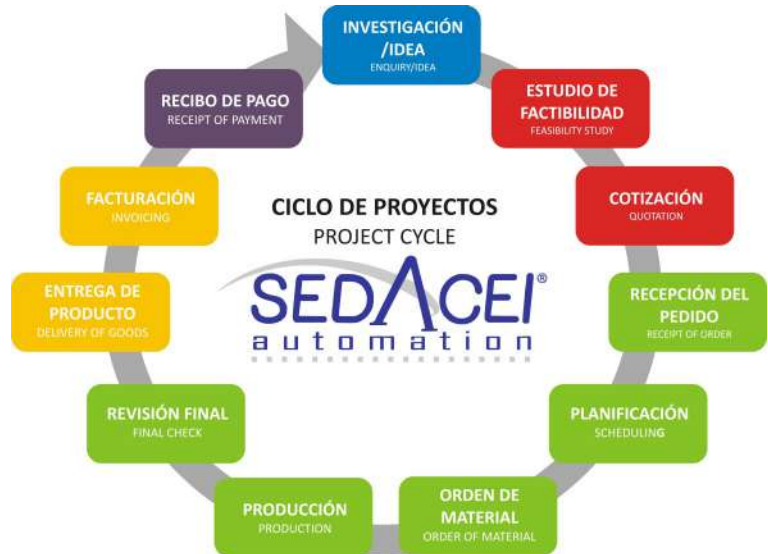 INVESTIGACIÓN
/IDEA
ENQUIRY/IDEA
ESTUDIO DE
FACTIBILIDAD
FEASIBILITY STUDY
COTIZACIÓN
QUOTATION
RECEPCIÓN DEL
PEDIDO
RECEIPT OF ORDER
PLANIFICACIÓN
SCHEDULING
ORDEN DE
MATERIAL
ORDER OF MATERIAL
PRODUCCIÓN
PRODUCTION
REVISIÓN FINAL
FINAL CHECK
ENTREGA DE
PRODUCTO
DELIVERY OF GOODS
FACTURACIÓN
INVOICING
RECIBO DE PAGO
RECEIPT OF PAYMENT
CICLO DE PROYECTOS
PROJECT CYCLE
SEDACEI®
automation